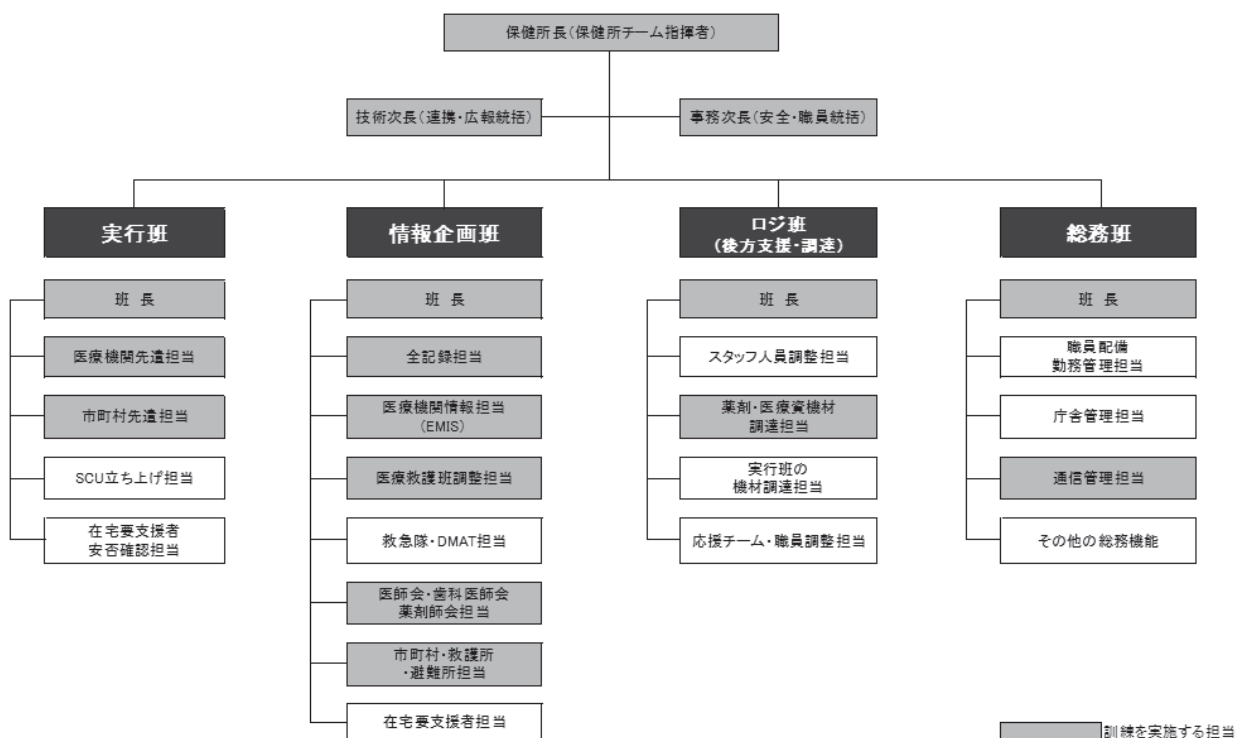 保健所長(保健所チーム指揮者)
技術次長(連携・広報統括)
事務次長(安全・職員統括)
実行班
班 長
医療機関先遣担当
市町村先遣担当
SCU立ち上げ担当
在宅要支援者
安否確認担当
情報企画班
班 長
全記録担当
医療機関情報担当
(EMIS)
医療救護班調整担当
救急隊・DMAT担当
医師会・歯科医師会
薬剤師会担当
市町村・救護所
・避難所担当
在宅要支援者担当
ロジ班
(後方支援・調達)
班 長
スタッフ人員調整担当
薬剤・医療資機材
調達担当
実行班の
機材調達担当
応援チーム・職員調整担当
総務班
班 長
職員配備
勤務管理担当
庁舎管理担当
通信管理担当
その他の総務機能
訓練を実施する担当